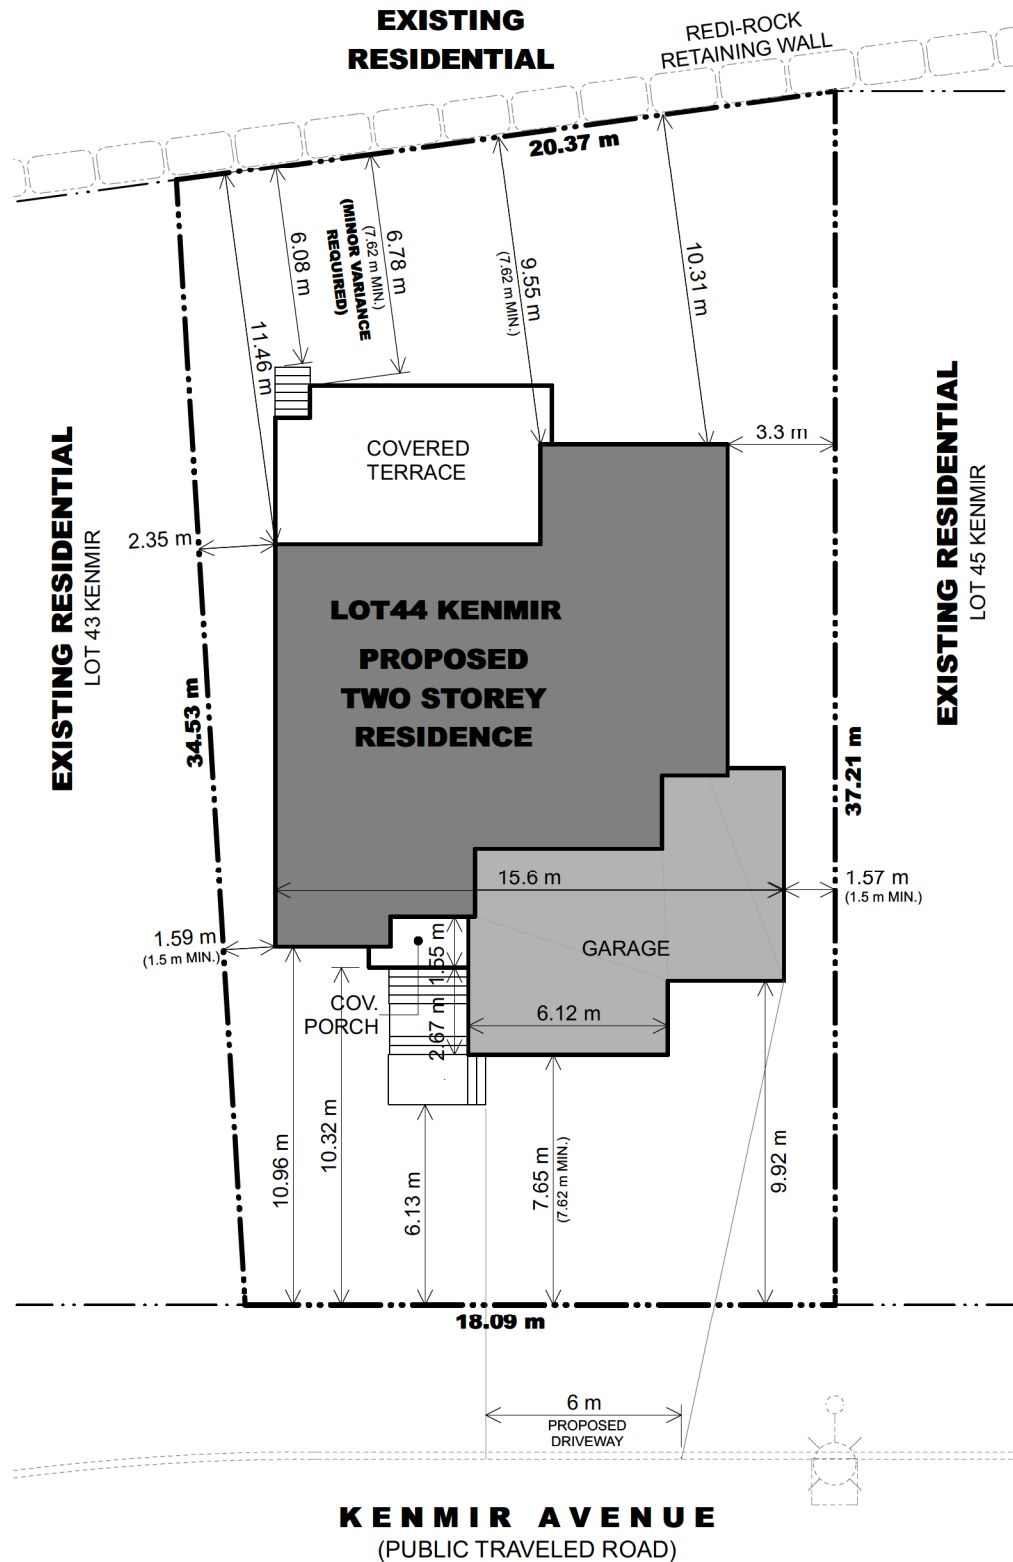 EXISTING
RESIDENTIAL
REDI-ROCK
RETAINING WALL
20.37 m
6.08 m
(MINOR VARIANCE
REQUIRED)
6.78 m
(7.62 m MIN.)
9.55 m
(7.62 m MIN.)
10.31 m
11.46 m
COVERED
TERRACE
3.3 m
EXISTING RESIDENTIAL
LOT 43 KENMIR
2.35 m
EXISTING RESIDENTIAL
LOT 45 KENMIR
LOT44 KENMIR
PROPOSED
TWO STOREY
RESIDENCE
34.53 m
37.21 m
15.6 m
1.57 m
(1.5 m MIN.)
1.59 m
(1.5 m MIN.)
1.55 m
GARAGE
COV.
PORCH
2.67 m
6.12 m
10.96 m
10.32 m
6.13 m
7.65 m
(7.62 m MIN.)
9.92 m
18.09 m
6 m
PROPOSED
DRIVEWAY
KENMIR AVENUE
(PUBLIC TRAVELED ROAD)